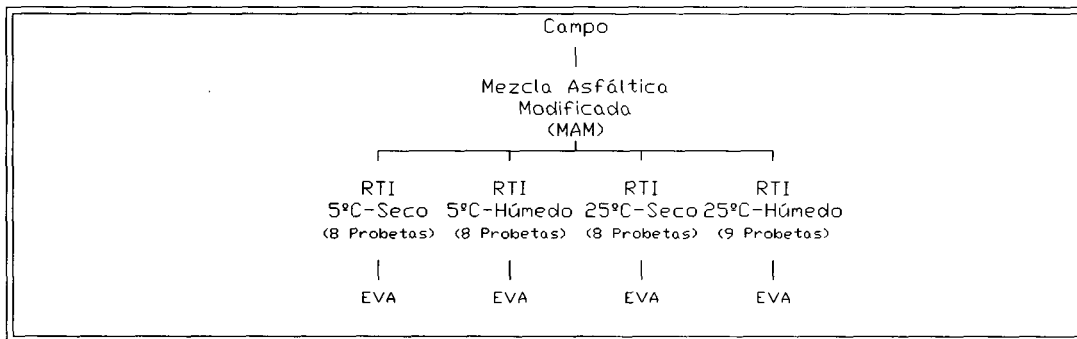 Campo
Mezcla Asfáltica
Modificada
(MAM)
RTI RTI RTI RTI
5ºC-Seco 5ºC-Húmedo 25ºC-Seco 25ºC-Húmedo
(8 Probetas) (8 Probetas) (8 Probetas) (9 Probetas)
EVA EVA EVA EVA